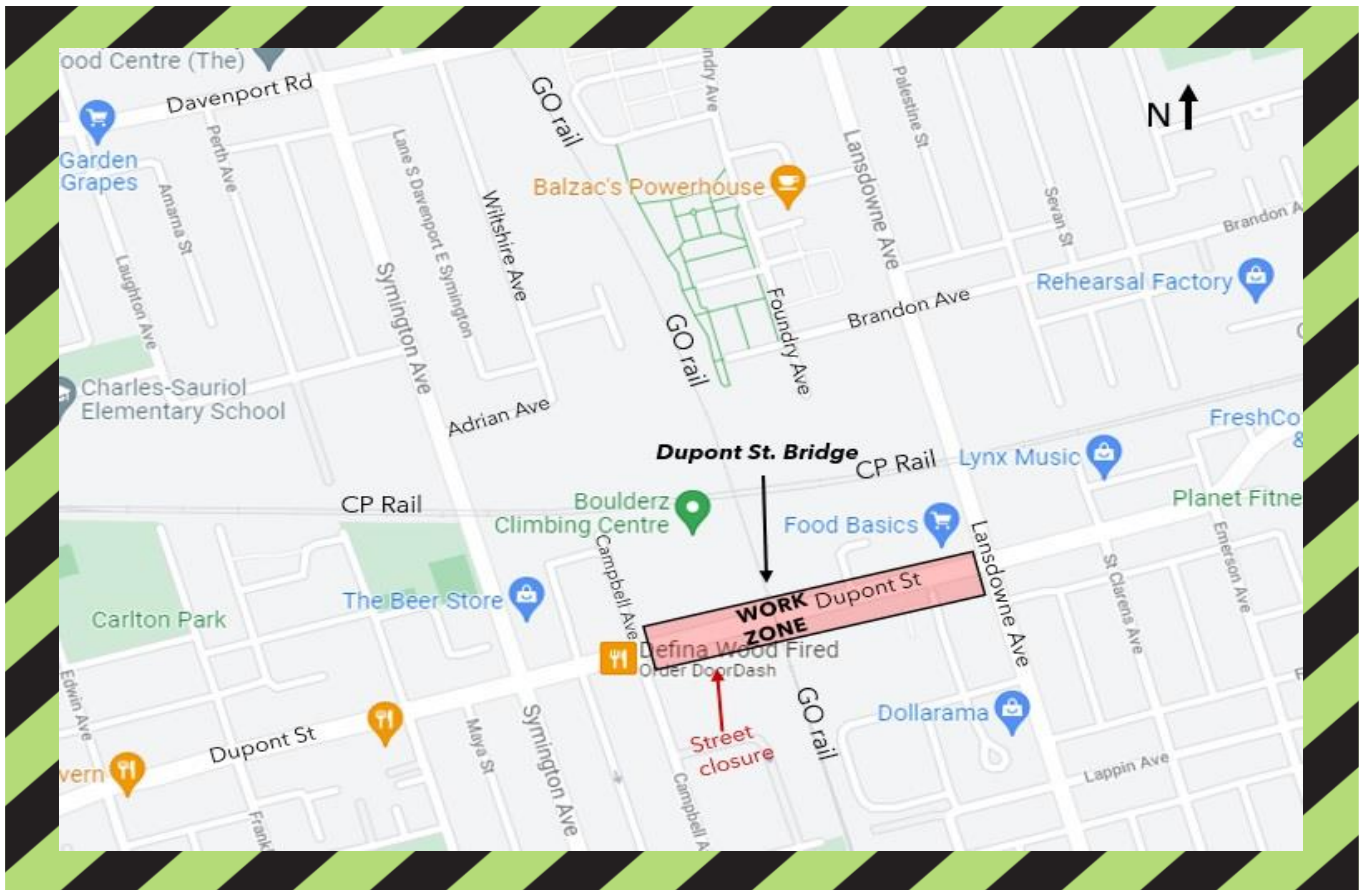 ood Centre (The)
Davenport Rd
GO rail
ndry Ave
Palestine St
N
Garden
Grapes
Perth Ave
Amarna St
Lane S Davenport E Symington
Wiltshire Ave
Balzac's Powerhouse
Lansdowne Ave
Sevan St
Brandon A
Laughton Ave
Symington Ave
GO rail
Foundry Ave
Brandon Ave
Rehearsal Factory
Charles-Sauriol
Elementary School
Adrian Ave
Dupont St. Bridge
CP Rail
Lynx Music
FreshCo
&
CP Rail
Boulderz
Climbing Centre
Food Basics
Planet Fitne
Campbell Ave
Lansdowne Ave
St Clarens Ave
Emerson Ave
The Beer Store
Carlton Park
WORK
ZONE
Dupont St
Defina Wood Fired
Order DoorDash
Edwin Ave
Dupont St
Maya St
Symington Ave
Street
closure
GO rail
Dollarama
vern
Frankl
Campbell A
Lappin Ave